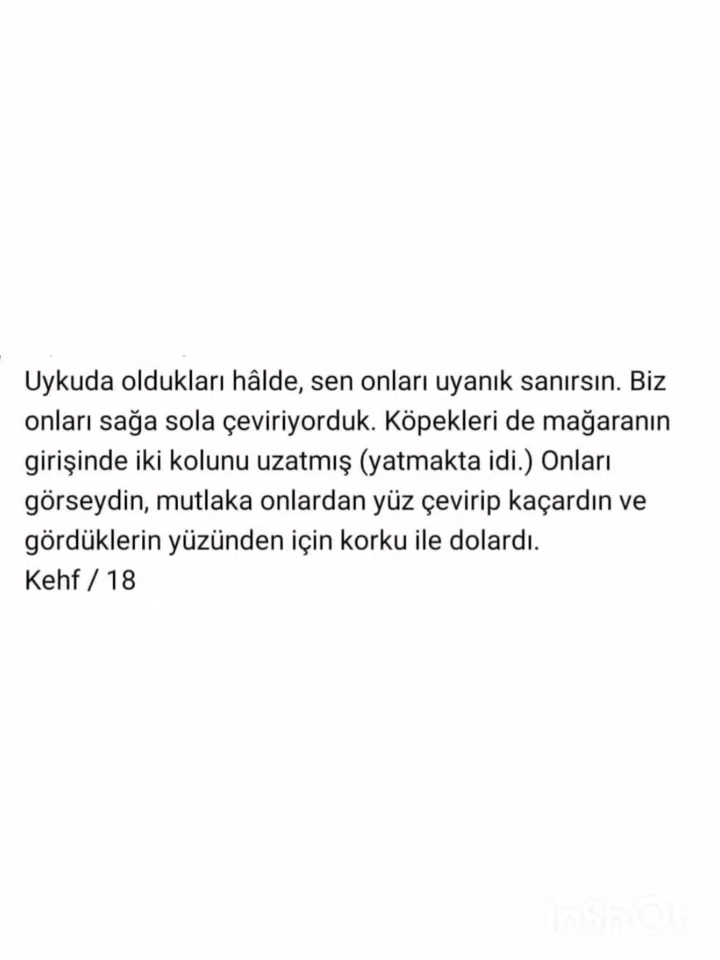 Uykuda oldukları hâlde, sen onları uyanık sanırsın. Biz
onları sağa sola çeviriyorduk. Köpekleri de mağaranın
girişinde iki kolunu uzatmış (yatmakta idi.) Onları
görseydin, mutlaka onlardan yüz çevirip kaçardın ve
gördüklerin yüzünden için korku ile dolardı.
Kehf / 18
InShOt